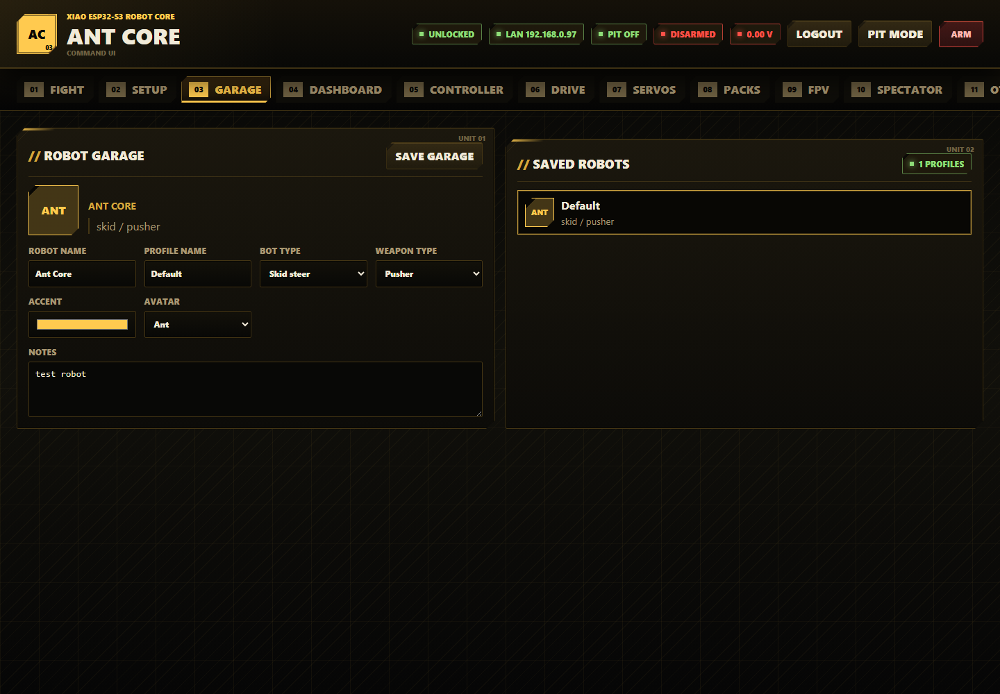 AC
03
XIAO ESP32-S3 ROBOT CORE
ANT CORE
COMMAND UI
UNLOCKED
LAN 192.168.0.97
PIT OFF
DISARMED
0.00 V
LOGOUT
PIT MODE
ARM
01 FIGHT
02 SETUP
03 GARAGE
04 DASHBOARD
05 CONTROLLER
06 DRIVE
07 SERVOS
08 PACKS
09 FPV
10 SPECTATOR
11
UNIT 01
// ROBOT GARAGE
SAVE GARAGE
ANT
ANT CORE
skid / pusher
ROBOT NAME
PROFILE NAME
BOT TYPE
WEAPON TYPE
Ant Core
Default
Skid steer
Pusher
ACCENT
AVATAR
Ant
NOTES
test robot
UNIT 02
// SAVED ROBOTS
1 PROFILES
ANT
Default
skid / pusher